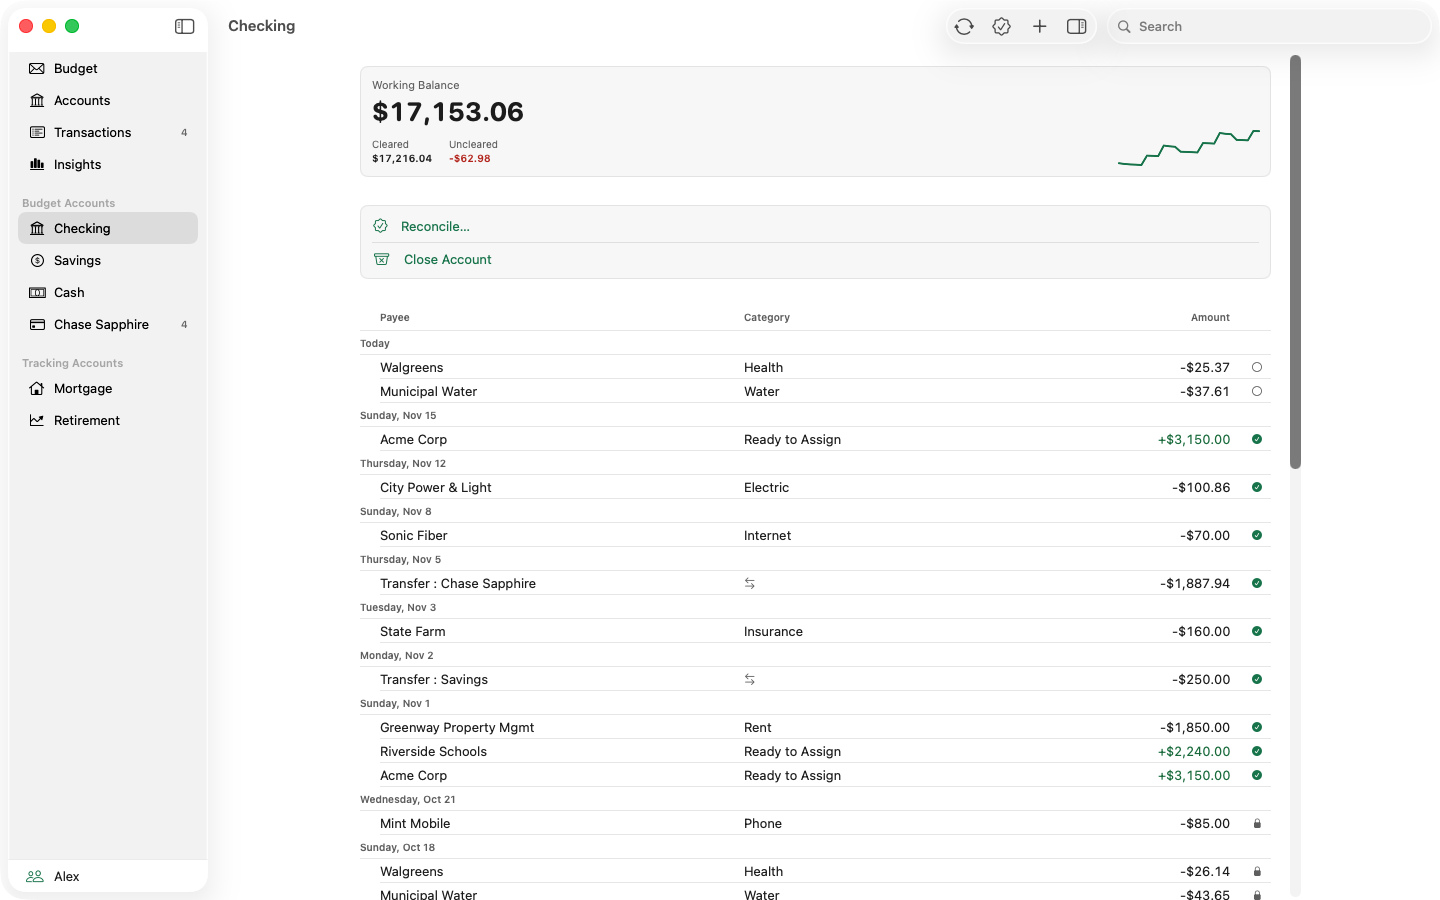 Checking
Search
Budget
Accounts
Transactions 4
Insights
Budget Accounts
Checking
Savings
Cash
Chase Sapphire 4
Tracking Accounts
Mortgage
Retirement
Alex
Working Balance
$17,153.06
Cleared Uncleared
$17,216.04 -$62.98
Reconcile...
Close Account
Payee Category Amount
Today
Walgreens Health -$25.37
Municipal Water Water -$37.61
Sunday, Nov 15
Acme Corp Ready to Assign +$3,150.00
Thursday, Nov 12
City Power & Light Electric -$100.86
Sunday, Nov 8
Sonic Fiber Internet -$70.00
Thursday, Nov 5
Transfer : Chase Sapphire -$1,887.94
Tuesday, Nov 3
State Farm Insurance -$160.00
Monday, Nov 2
Transfer : Savings -$250.00
Sunday, Nov 1
Greenway Property Mgmt Rent -$1,850.00
Riverside Schools Ready to Assign +$2,240.00
Acme Corp Ready to Assign +$3,150.00
Wednesday, Oct 21
Mint Mobile Phone -$85.00
Sunday, Oct 18
Walgreens Health -$26.14
Municipal Water Water -$43.65